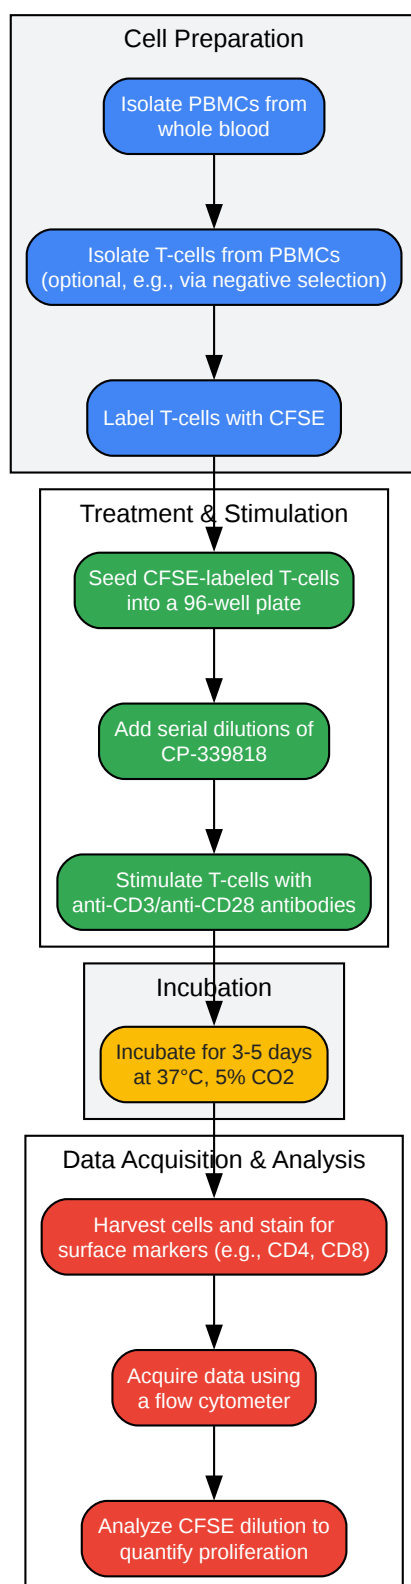 Cell Preparation
Isolate PBMCs from
whole blood
Isolate T-cells from PBMCs
(optional, e.g., via negative selection)
Label T-cells with CFSE
Treatment & Stimulation
Seed CFSE-labeled T-cells
into a 96-well plate
Add serial dilutions of
CP-339818
Stimulate T-cells with
anti-CD3/anti-CD28 antibodies
Incubation
Incubate for 3-5 days
at 37°C, 5% CO2
Data Acquisition & Analysis
Harvest cells and stain for
surface markers (e.g., CD4, CD8)
Acquire data using
a flow cytometer
Analyze CFSE dilution to
quantify proliferation